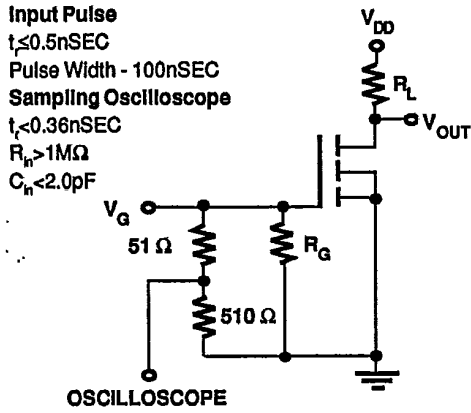 Input Pulse
tr≤0.5nSEC
Pulse Width - 100nSEC
Sampling Oscilloscope
tr<0.36nSEC
Rin>1MΩ
Cin<2.0pF
VDD
RL
VOUT
VG
51 Ω
RG
510 Ω
OSCILLOSCOPE